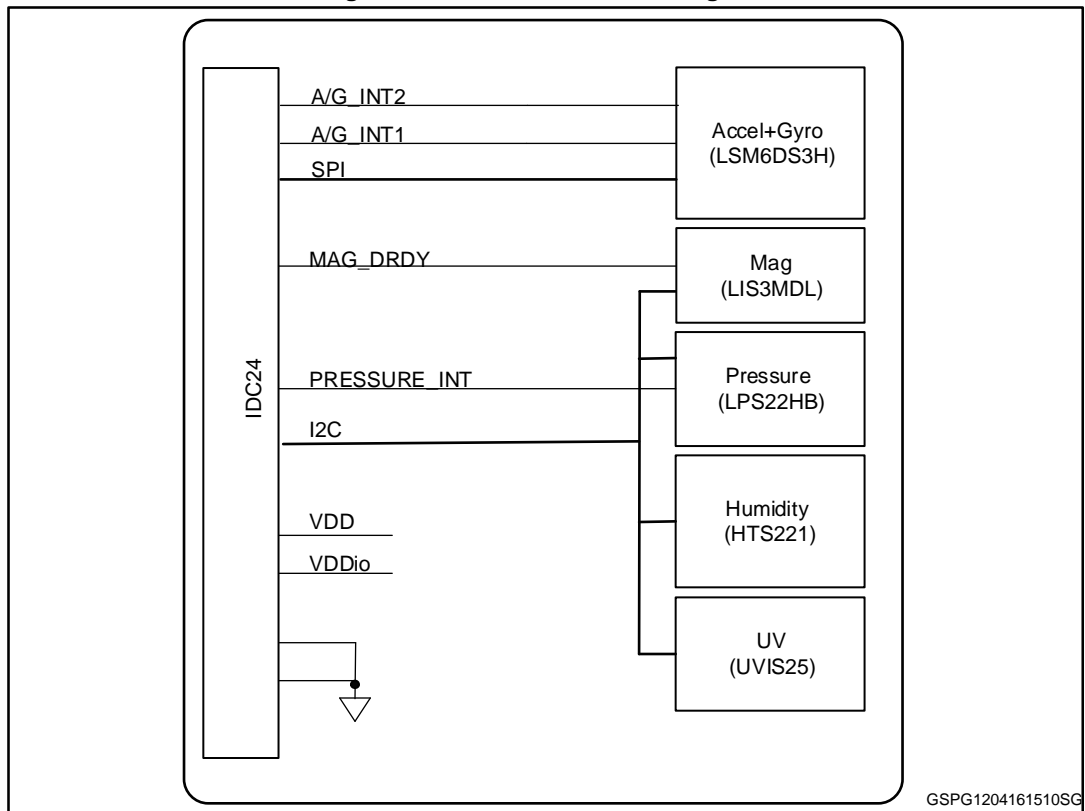 A/G_INT2
A/G_INT1
SPI
Accel+Gyro
(LSM6DS3H)
MAG_DRDY
Mag
(LIS3MDL)
IDC24
PRESSURE_INT
Pressure
(LPS22HB)
I2C
Humidity
(HTS221)
VDD
VDDio
UV
(UVIS25)
GSPG1204161510SG